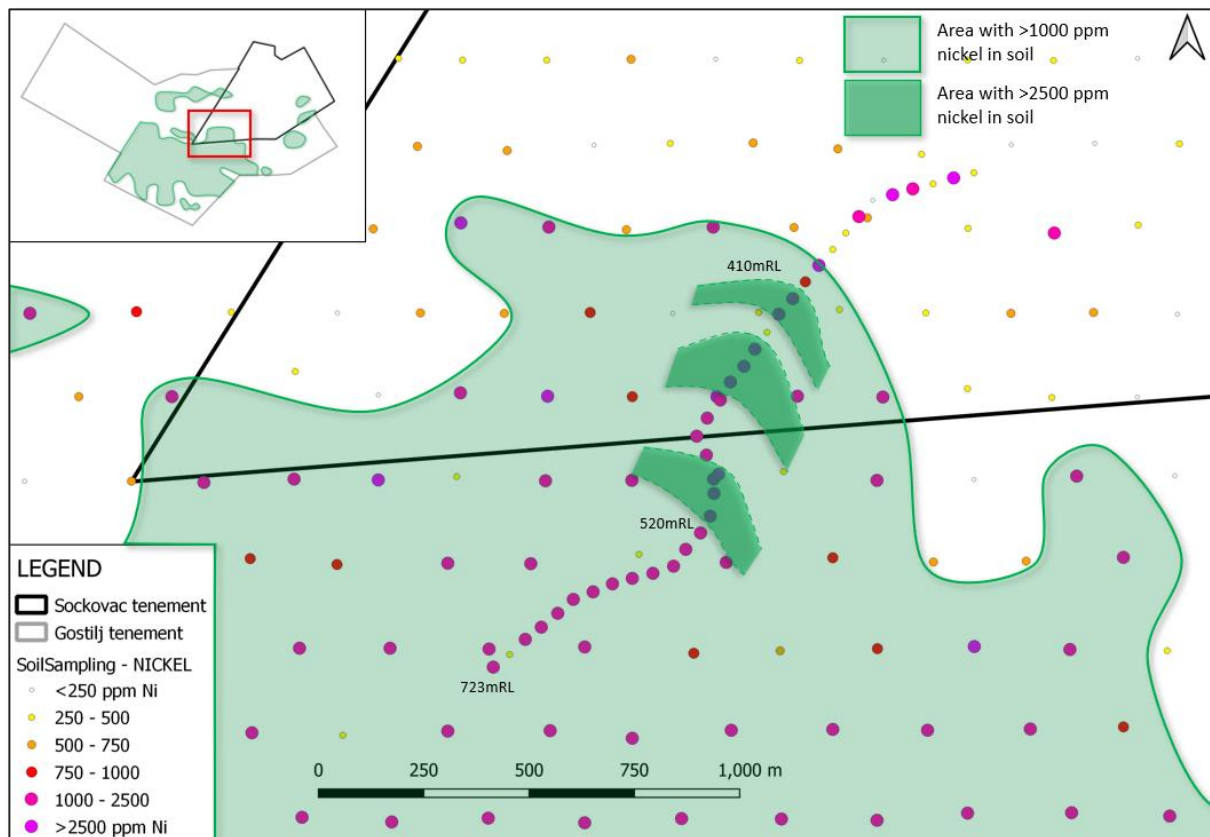 Area with >1000 ppm
nickel in soil
Area with >2500 ppm
nickel in soil
410mRL
520mRL
723mRL
LEGEND
Sockovac tenement
Gostilj tenement
SoilSampling - NICKEL
<250 ppm Ni
250 - 500
500 - 750
750 - 1000
1000 - 2500
>2500 ppm Ni
0 250 500 750 1,000 m